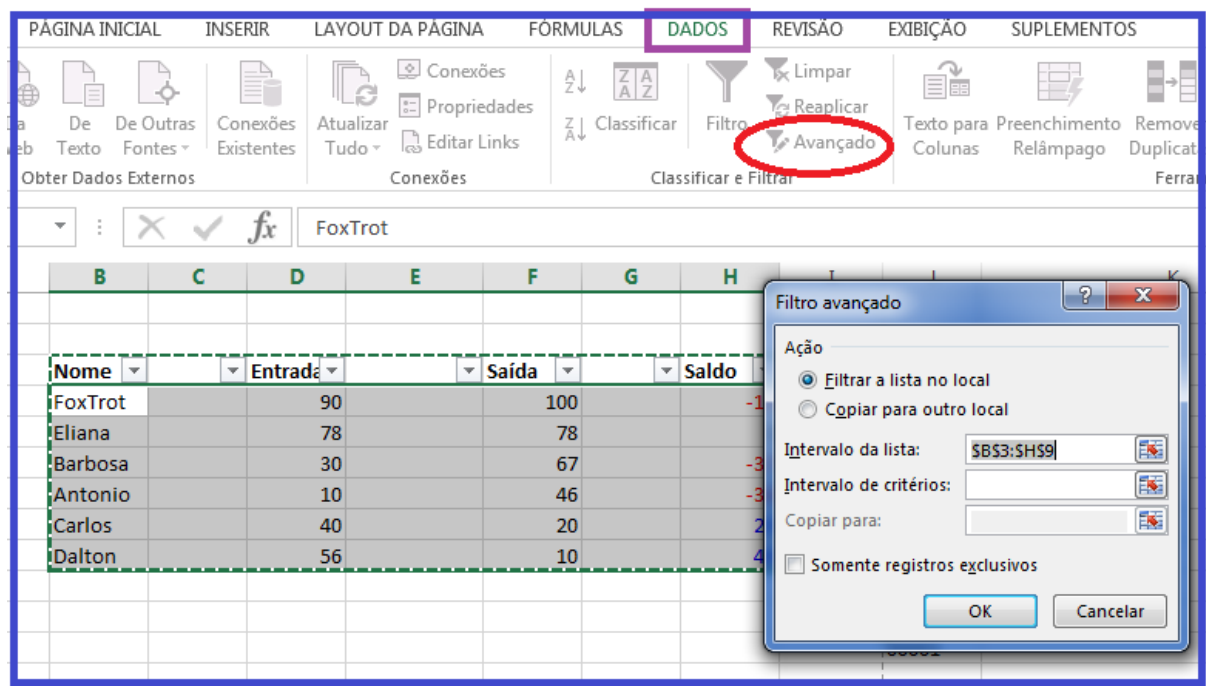 PÁGINA INICIAL INSERIR LAYOUT DA PÁGINA FÓRMULAS DADOS REVISÃO EXIBIÇÃO SUPLEMENTOS
Conexões Limpar
De Texto
De Outras Fontes
Conexões Existentes
Atualizar Tudo
Propriedades
Editar Links
Classificar
Filtro
Reaplicar
Avançado
Texto para Colunas
Preenchimento Relâmpago
Obter Dados Externos Conexões Classificar e Filtrar
fx FoxTrot
B C D E F G H
Nome Entrada Saída Saldo
FoxTrot 90 100
Eliana 78 78
Barbosa 30 67
Antonio 10 46
Carlos 40 20
Dalton 56 10
Filtro avançado
Ação
Filtrar a lista no local
Copiar para outro local
Intervalo da lista: $B$3:$H$9
Intervalo de critérios:
Copiar para:
Somente registros exclusivos
OK Cancelar